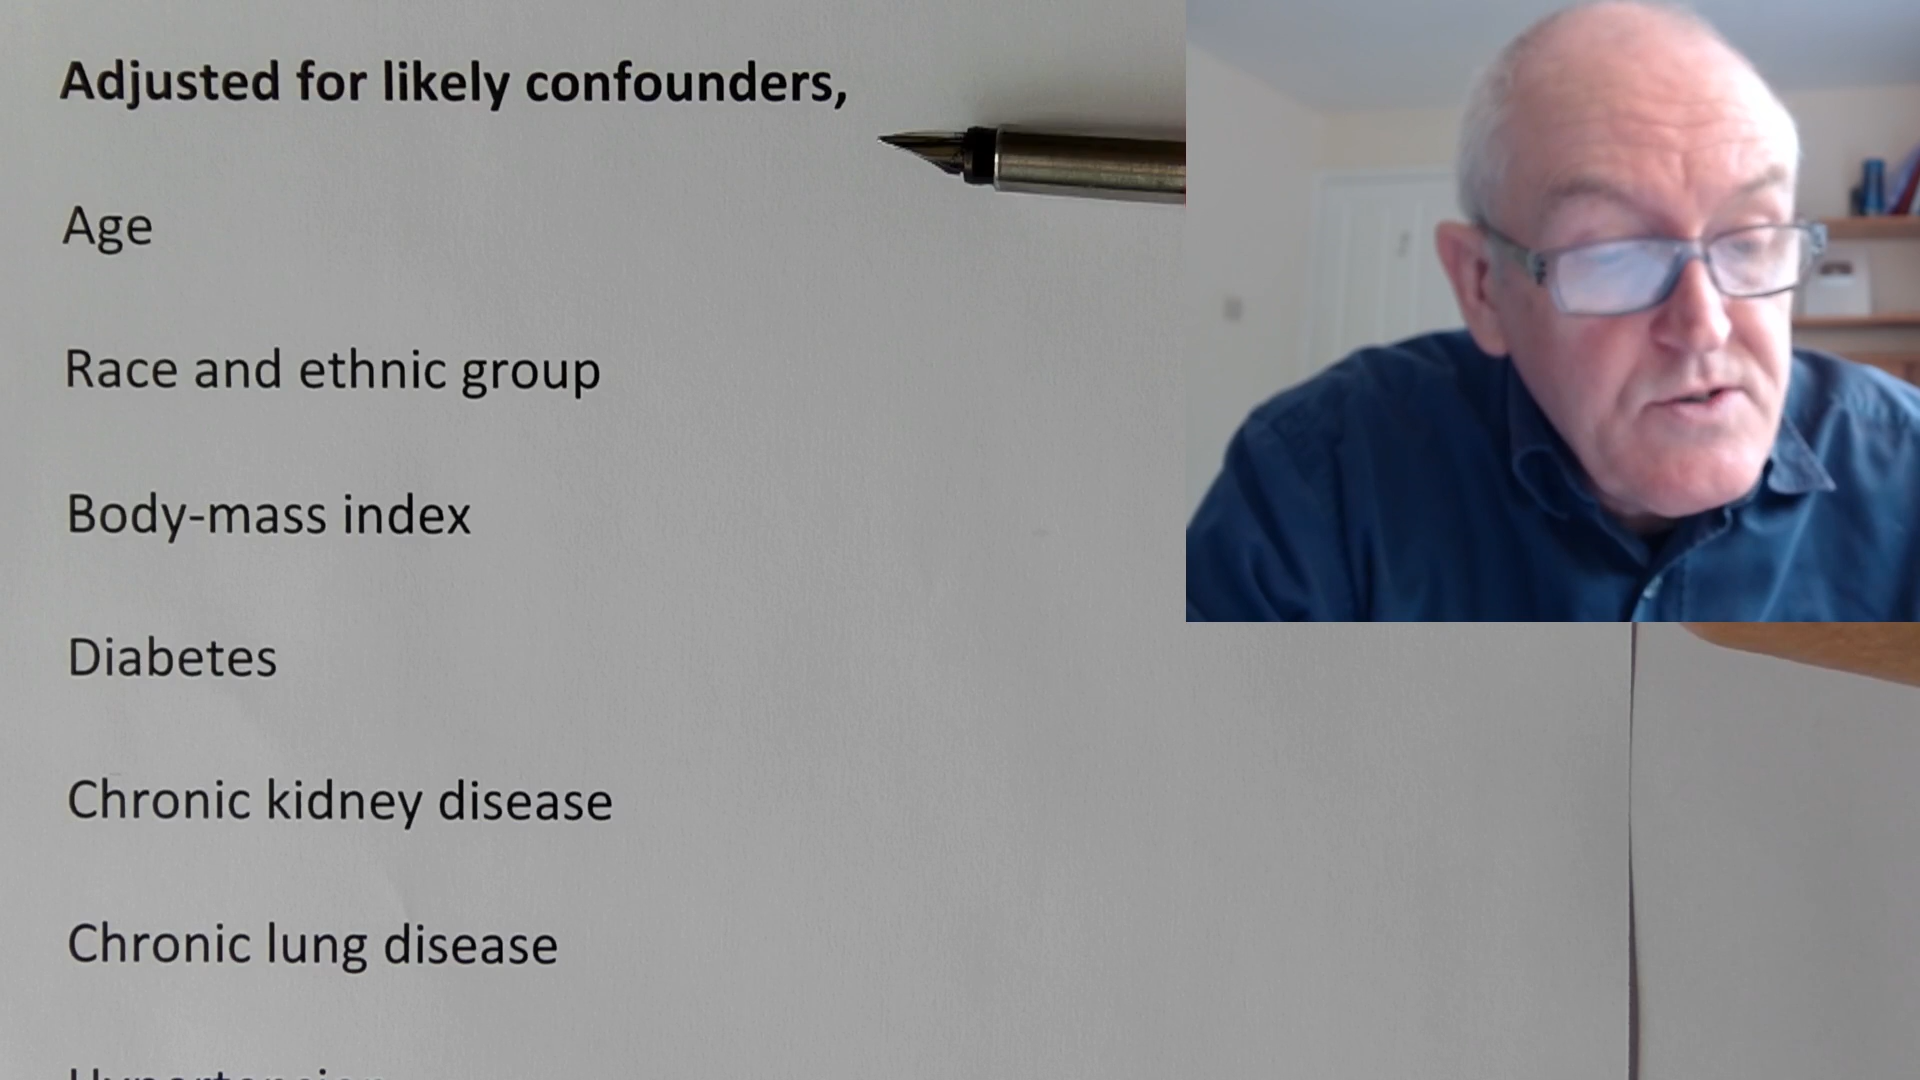 Adjusted for likely confounders,
Age
Race and ethnic group
Body-mass index
Diabetes
Chronic kidney disease
Chronic lung disease
Hypertension